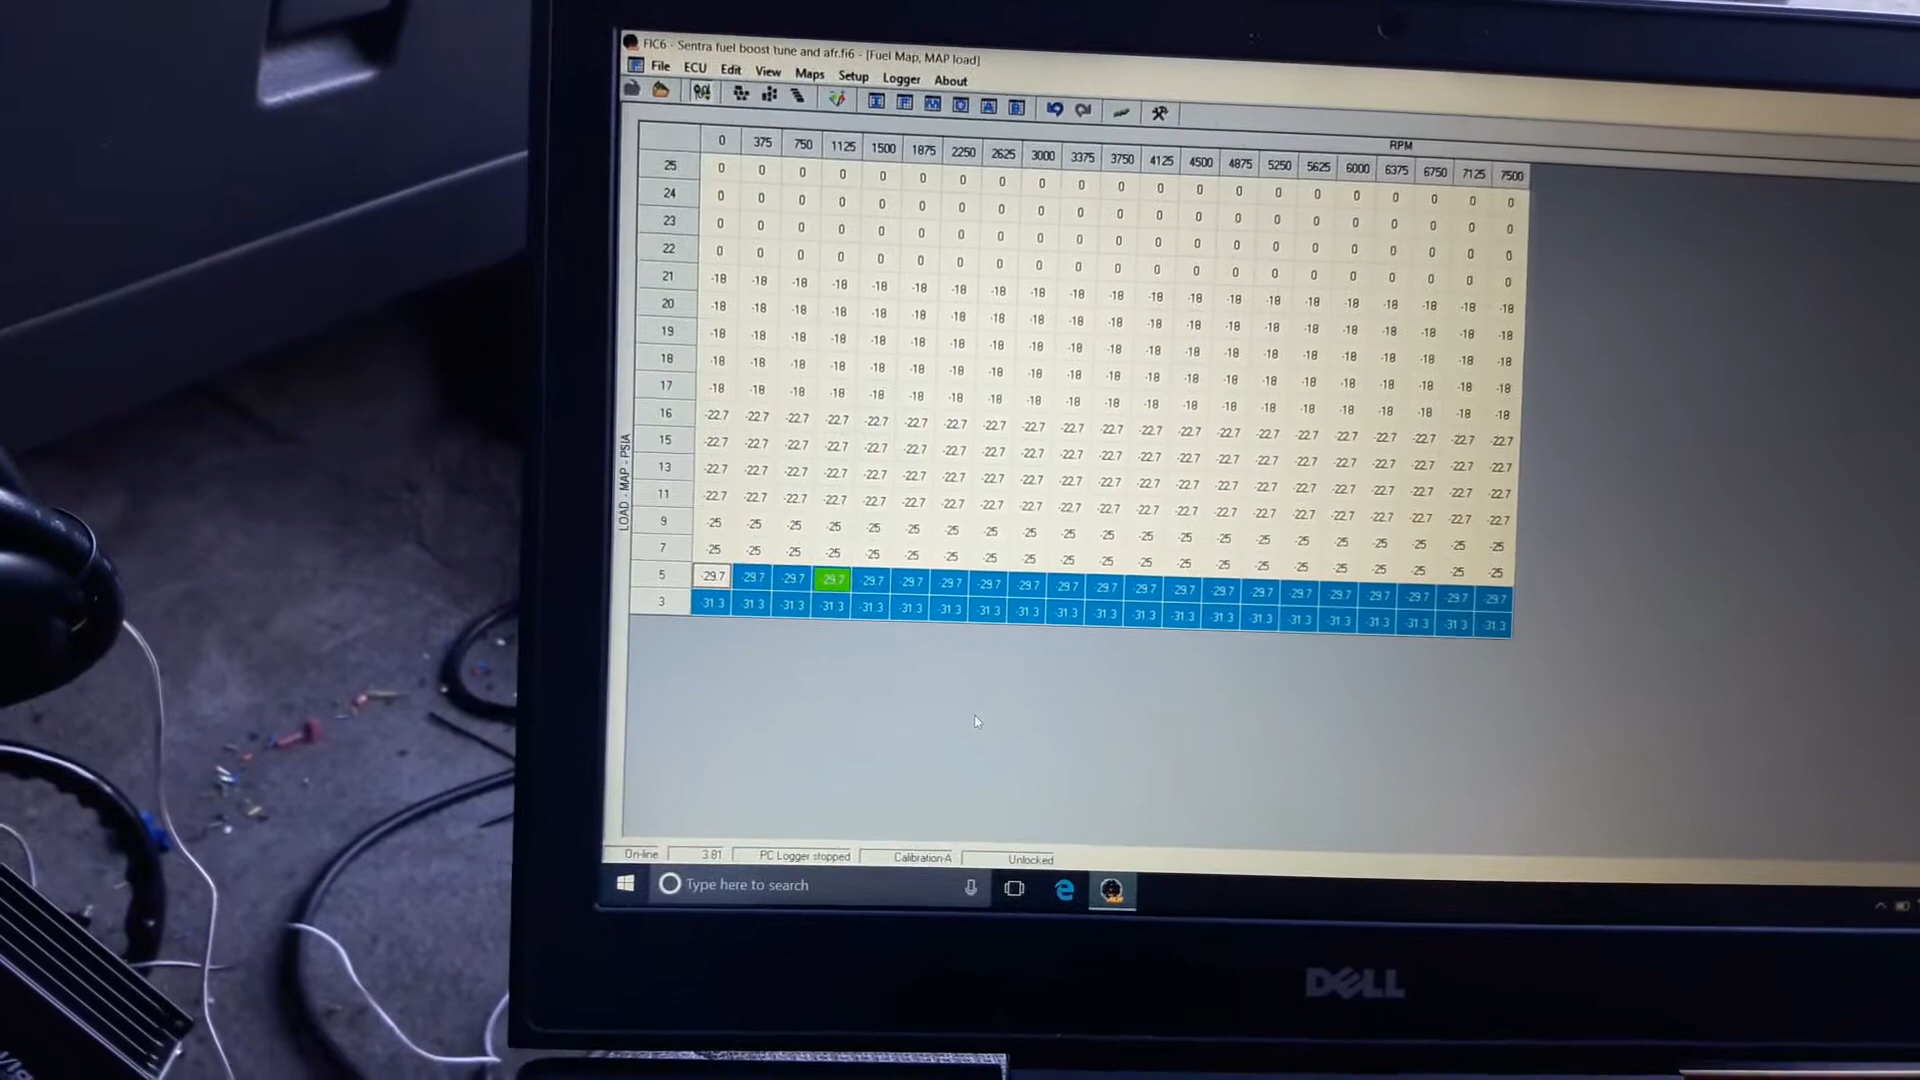 FIC6 - Sentra fuel boost tune and afr.fi6 - [Fuel Map, MAP load]
File ECU Edit View Maps Setup Logger About
RPM
0 375 750 1125 1500 1875 2250 2625 3000 3375 3750 4125 4500 4875 5250 5625 6000 6375 6750 7125 7500
25 0 0 0 0 0 0 0 0 0 0 0 0 0 0 0 0 0 0 0 0 0
24 0 0 0 0 0 0 0 0 0 0 0 0 0 0 0 0 0 0 0 0 0
23 0 0 0 0 0 0 0 0 0 0 0 0 0 0 0 0 0 0 0 0 0
22 0 0 0 0 0 0 0 0 0 0 0 0 0 0 0 0 0 0 0 0 0
21 -18 -18 -18 -18 -18 -18 -18 -18 -18 -18 -18 -18 -18 -18 -18 -18 -18 -18 -18 -18 -18
20 -18 -18 -18 -18 -18 -18 -18 -18 -18 -18 -18 -18 -18 -18 -18 -18 -18 -18 -18 -18 -18
19 -18 -18 -18 -18 -18 -18 -18 -18 -18 -18 -18 -18 -18 -18 -18 -18 -18 -18 -18 -18 -18
18 -18 -18 -18 -18 -18 -18 -18 -18 -18 -18 -18 -18 -18 -18 -18 -18 -18 -18 -18 -18 -18
17 -18 -18 -18 -18 -18 -18 -18 -18 -18 -18 -18 -18 -18 -18 -18 -18 -18 -18 -18 -18 -18
16 -22.7 -22.7 -22.7 -22.7 -22.7 -22.7 -22.7 -22.7 -22.7 -22.7 -22.7 -22.7 -22.7 -22.7 -22.7 -22.7 -22.7 -22.7 -22.7 -22.7 -22.7
15 -22.7 -22.7 -22.7 -22.7 -22.7 -22.7 -22.7 -22.7 -22.7 -22.7 -22.7 -22.7 -22.7 -22.7 -22.7 -22.7 -22.7 -22.7 -22.7 -22.7 -22.7
13 -22.7 -22.7 -22.7 -22.7 -22.7 -22.7 -22.7 -22.7 -22.7 -22.7 -22.7 -22.7 -22.7 -22.7 -22.7 -22.7 -22.7 -22.7 -22.7 -22.7 -22.7
11 -22.7 -22.7 -22.7 -22.7 -22.7 -22.7 -22.7 -22.7 -22.7 -22.7 -22.7 -22.7 -22.7 -22.7 -22.7 -22.7 -22.7 -22.7 -22.7 -22.7 -22.7
9 -25 -25 -25 -25 -25 -25 -25 -25 -25 -25 -25 -25 -25 -25 -25 -25 -25 -25 -25 -25 -25
7 -25 -25 -25 -25 -25 -25 -25 -25 -25 -25 -25 -25 -25 -25 -25 -25 -25 -25 -25 -25 -25
5 -29.7 -29.7 -29.7 -29.7 -29.7 -29.7 -29.7 -29.7 -29.7 -29.7 -29.7 -29.7 -29.7 -29.7 -29.7 -29.7 -29.7 -29.7 -29.7 -29.7 -29.7
3 -31.3 -31.3 -31.3 -31.3 -31.3 -31.3 -31.3 -31.3 -31.3 -31.3 -31.3 -31.3 -31.3 -31.3 -31.3 -31.3 -31.3 -31.3 -31.3 -31.3 -31.3
LOAD - MAP - PSIA
On-line 3.81 PC Logger stopped Calibration-A Unlocked
Type here to search
DELL